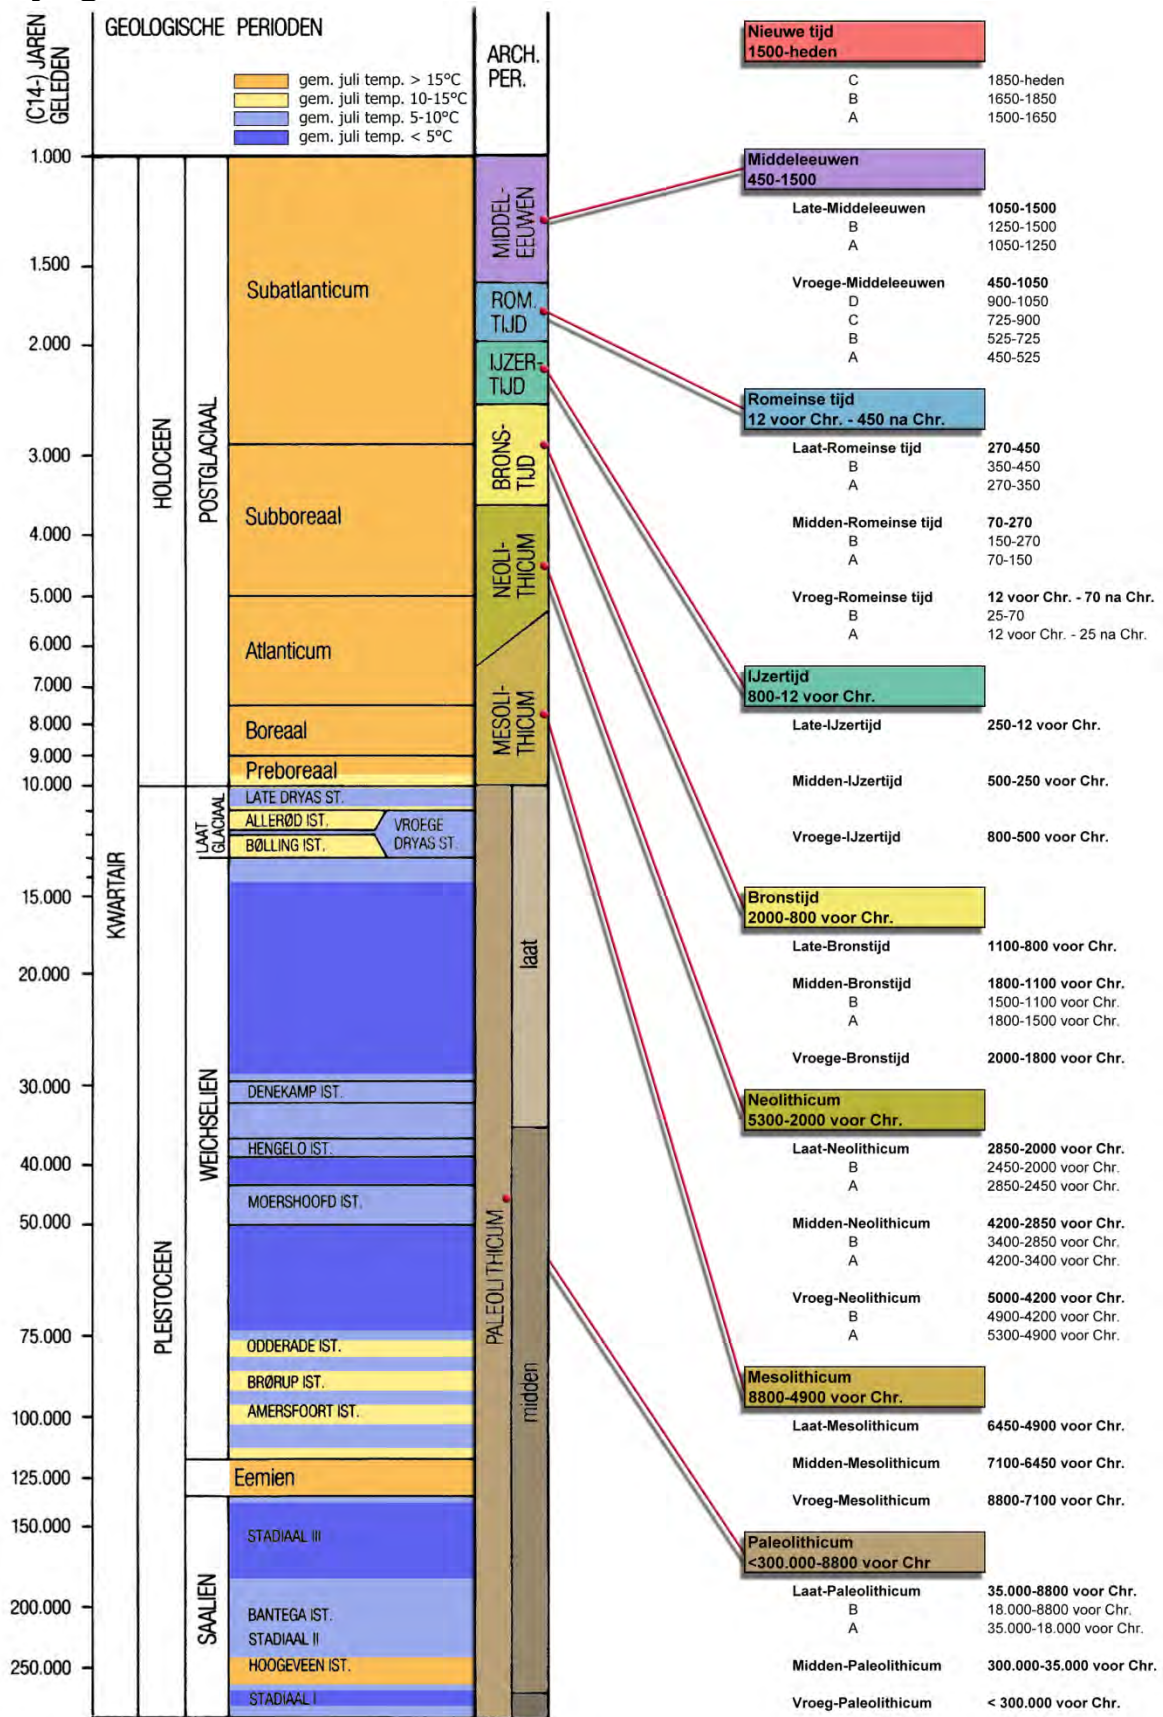 GEOLOGISCHE PERIODEN
(C14-) JAREN
GELEDEN
gem. juli temp. > 15°C
gem. juli temp. 10-15°C
gem. juli temp. 5-10°C
gem. juli temp. < 5°C
ARCH.
PER.
1.000
1.500
2.000
3.000
4.000
5.000
6.000
7.000
8.000
9.000
10.000
15.000
20.000
30.000
40.000
50.000
75.000
100.000
125.000
150.000
200.000
250.000
KWARTAIR
HOLOCEEN
PLEISTOCEEN
POSTGLACIAAL
LAAT
GLACIAAL
WEICHSELIEN
SAALIEN
Subatlanticum
Subboreaal
Atlanticum
Boreaal
Preboreaal
LATE DRYAS ST.
ALLERØD IST.
BØLLING IST.
VROEGE
DRYAS ST.
DENEKAMP IST.
HENGELO IST.
MOERSHOOFD IST.
ODDERADE IST.
BRØRUP IST.
AMERSFOORT IST.
Eemien
STADIAAL III
BANTEGA IST.
STADIAAL II
HOOGEVEEN IST.
STADIAAL I
MIDDEL-
EEUWEN
ROM.
TIJD
IJZER-
TIJD
BRONS-
TIJD
NEOLI-
THICUM
MESOLI-
THICUM
PALEOLITHICUM
laat
midden
Nieuwe tijd
1500-heden
C 1850-heden
B 1650-1850
A 1500-1650
Middeleeuwen
450-1500
Late-Middeleeuwen 1050-1500
B 1250-1500
A 1050-1250
Vroege-Middeleeuwen 450-1050
D 900-1050
C 725-900
B 525-725
A 450-525
Romeinse tijd
12 voor Chr. - 450 na Chr.
Laat-Romeinse tijd 270-450
B 350-450
A 270-350
Midden-Romeinse tijd 70-270
B 150-270
A 70-150
Vroeg-Romeinse tijd 12 voor Chr. - 70 na Chr.
B 25-70
A 12 voor Chr. - 25 na Chr.
IJzertijd
800-12 voor Chr.
Late-IJzertijd 250-12 voor Chr.
Midden-IJzertijd 500-250 voor Chr.
Vroege-IJzertijd 800-500 voor Chr.
Bronstijd
2000-800 voor Chr.
Late-Bronstijd 1100-800 voor Chr.
Midden-Bronstijd 1800-1100 voor Chr.
B 1500-1100 voor Chr.
A 1800-1500 voor Chr.
Vroege-Bronstijd 2000-1800 voor Chr.
Neolithicum
5300-2000 voor Chr.
Laat-Neolithicum 2850-2000 voor Chr.
B 2450-2000 voor Chr.
A 2850-2450 voor Chr.
Midden-Neolithicum 4200-2850 voor Chr.
B 3400-2850 voor Chr.
A 4200-3400 voor Chr.
Vroeg-Neolithicum 5000-4200 voor Chr.
B 4900-4200 voor Chr.
A 5300-4900 voor Chr.
Mesolithicum
8800-4900 voor Chr.
Laat-Mesolithicum 6450-4900 voor Chr.
Midden-Mesolithicum 7100-6450 voor Chr.
Vroeg-Mesolithicum 8800-7100 voor Chr.
Paleolithicum
<300.000-8800 voor Chr
Laat-Paleolithicum 35.000-8800 voor Chr.
B 18.000-8800 voor Chr.
A 35.000-18.000 voor Chr.
Midden-Paleolithicum 300.000-35.000 voor Chr.
Vroeg-Paleolithicum < 300.000 voor Chr.